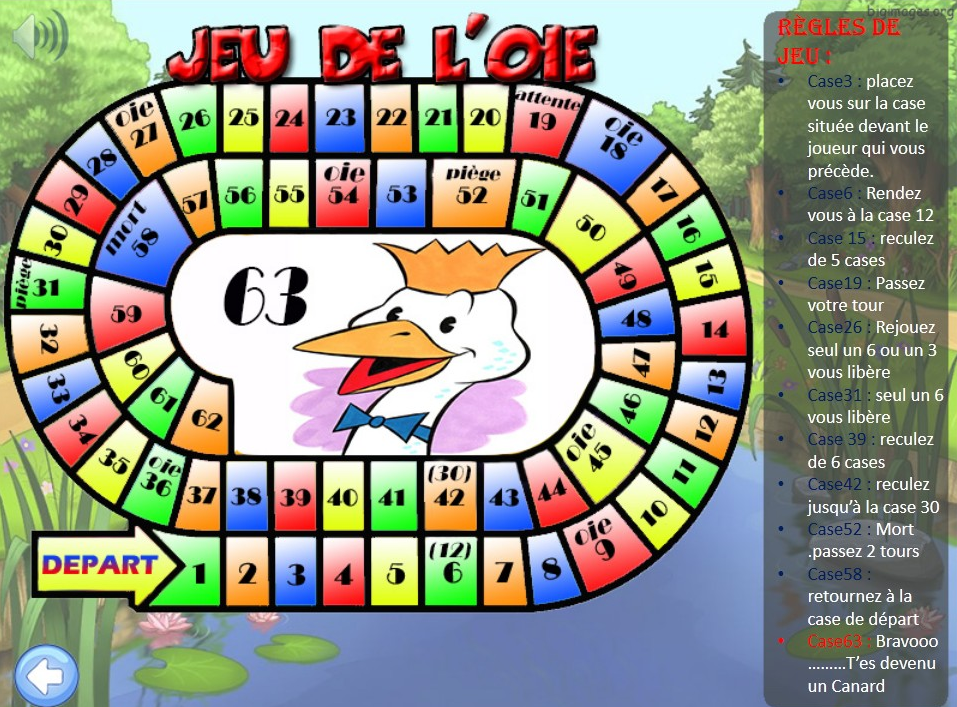 bigimages.org
JEU DE L'OIE
RÈGLES DE
JEU :
• Case3 : placez
vous sur la case
située devant le
joueur qui vous
précède.
• Case6 : Rendez
vous à la case 12
• Case 15 : reculez
de 5 cases
• Case19 : Passez
votre tour
• Case26 : Rejouez
seul un 6 ou un 3
vous libère
• Case31 : seul un 6
vous libère
• Case 39 : reculez
de 6 cases
• Case42 : reculez
jusqu'à la case 30
• Case52 : Mort
.passez 2 tours
• Case58 :
retournez à la
case de départ
• Case63 : Bravooo
.........T'es devenu
un Canard
DEPART
1
2
3
4
5
(12)
6
7
8
oie
9
10
11
12
13
14
15
16
17
oie
18
attente
19
20
21
22
23
24
25
26
oie
27
28
29
30
piège
31
32
33
34
35
oie
36
37
38
39
40
41
(30)
42
43
44
oie
45
46
47
48
49
50
51
piège
52
53
oie
54
55
56
57
mort
58
59
60
61
62
63